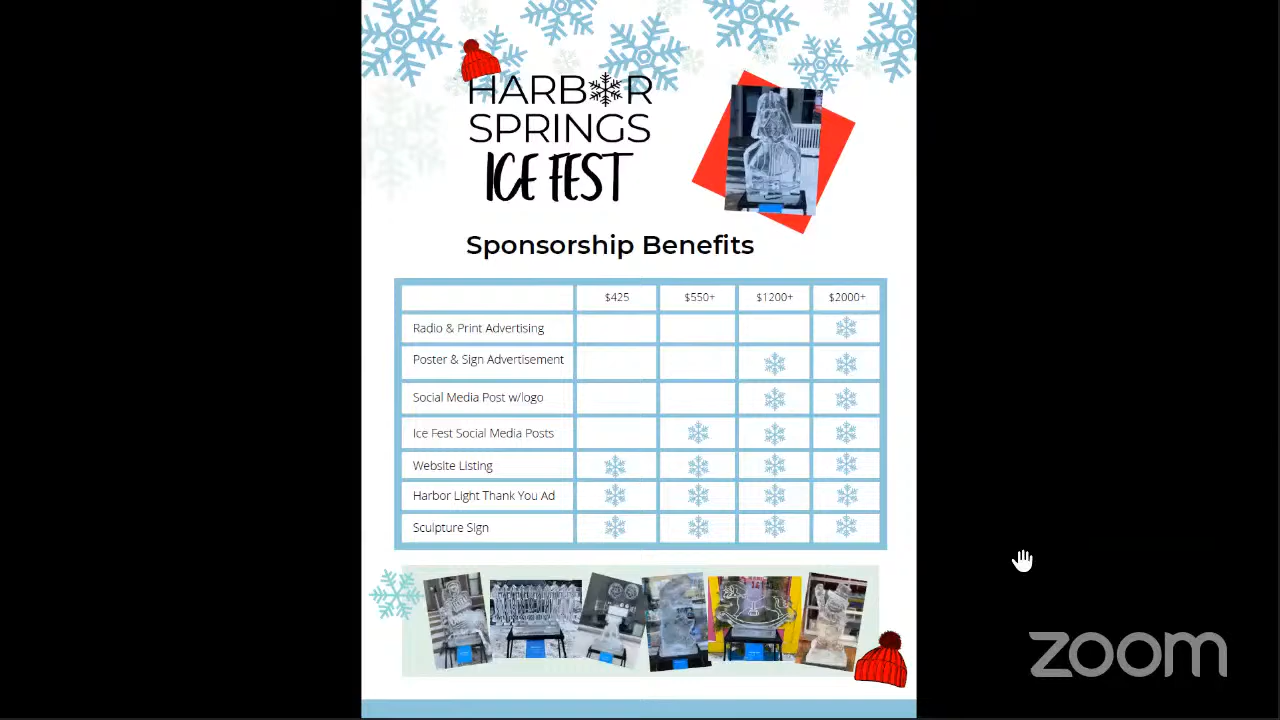 HARBOR
SPRINGS
ICE FEST
Sponsorship Benefits
$425 $550+ $1200+ $2000+
Radio & Print Advertising
Poster & Sign Advertisement
Social Media Post w/logo
Ice Fest Social Media Posts
Website Listing
Harbor Light Thank You Ad
Sculpture Sign
zoom